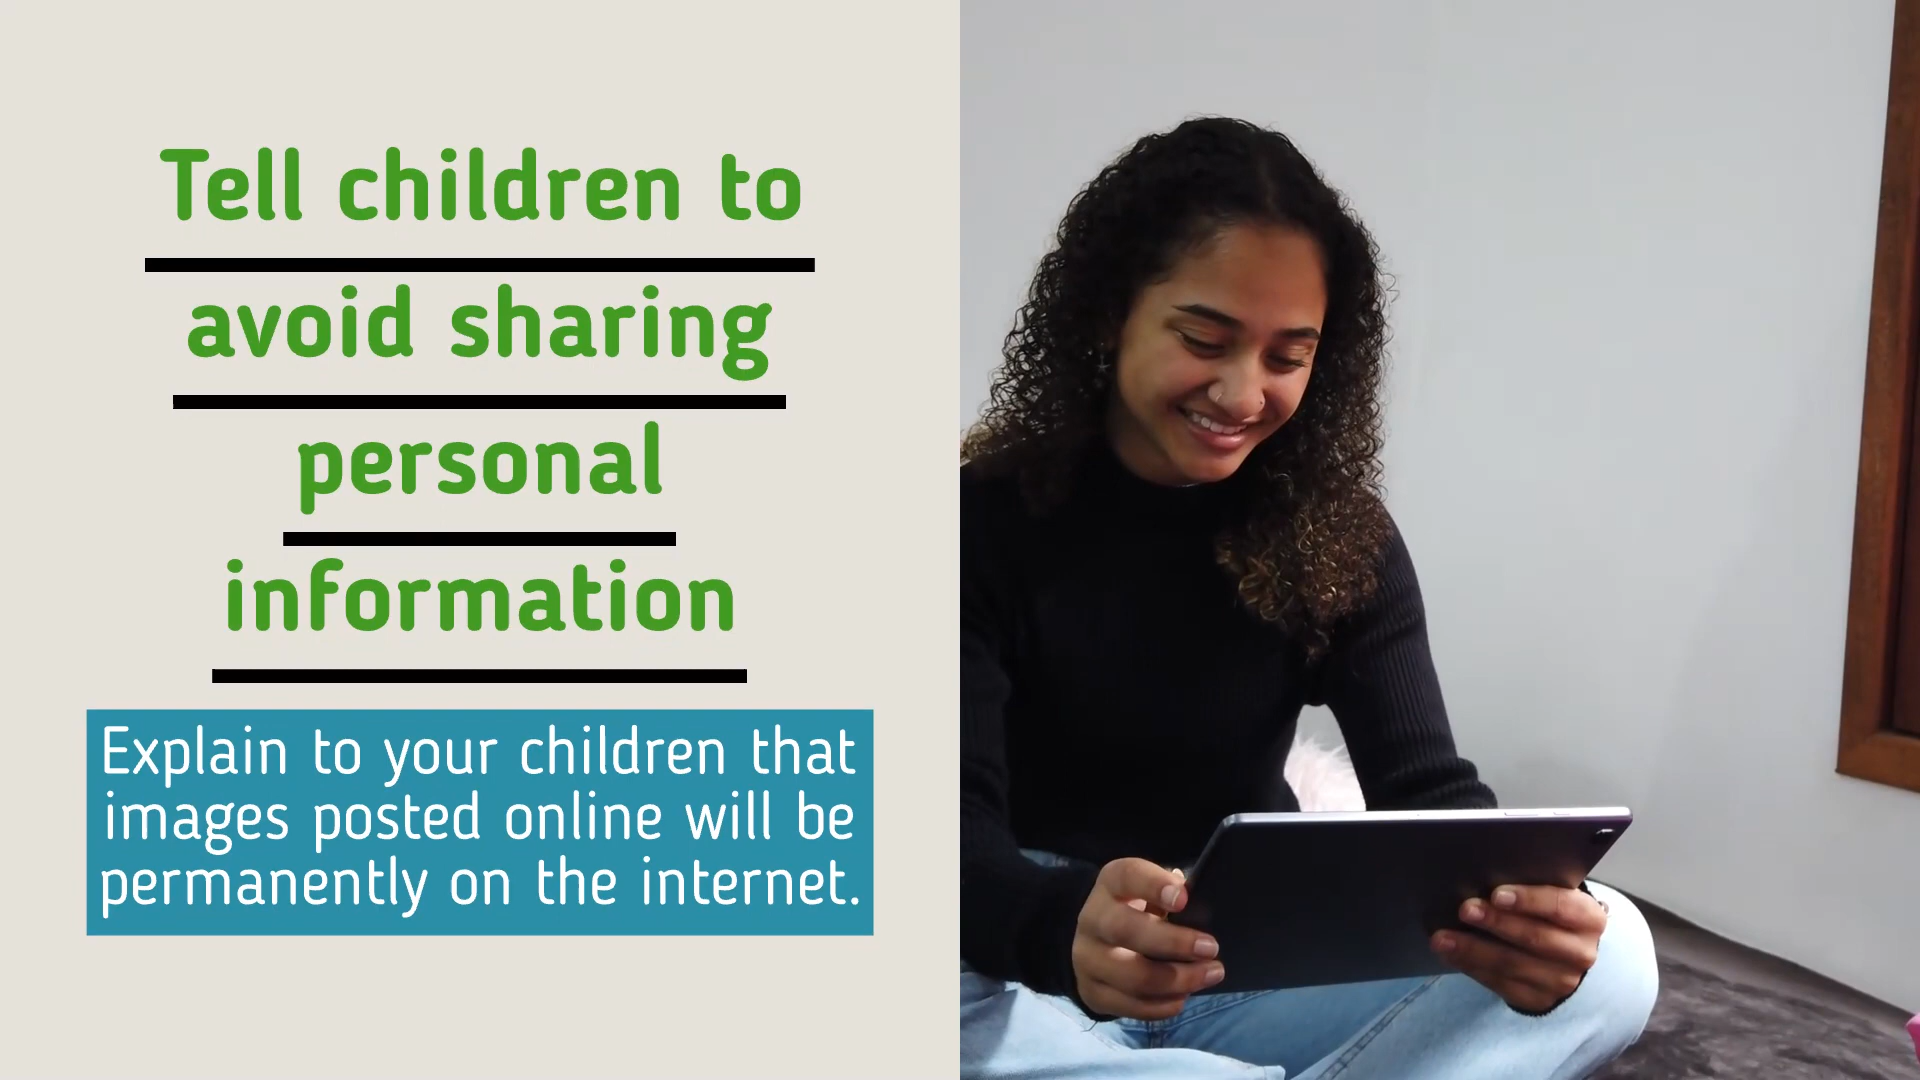 Tell children to
avoid sharing
personal
information
Explain to your children that
images posted online will be
permanently on the internet.